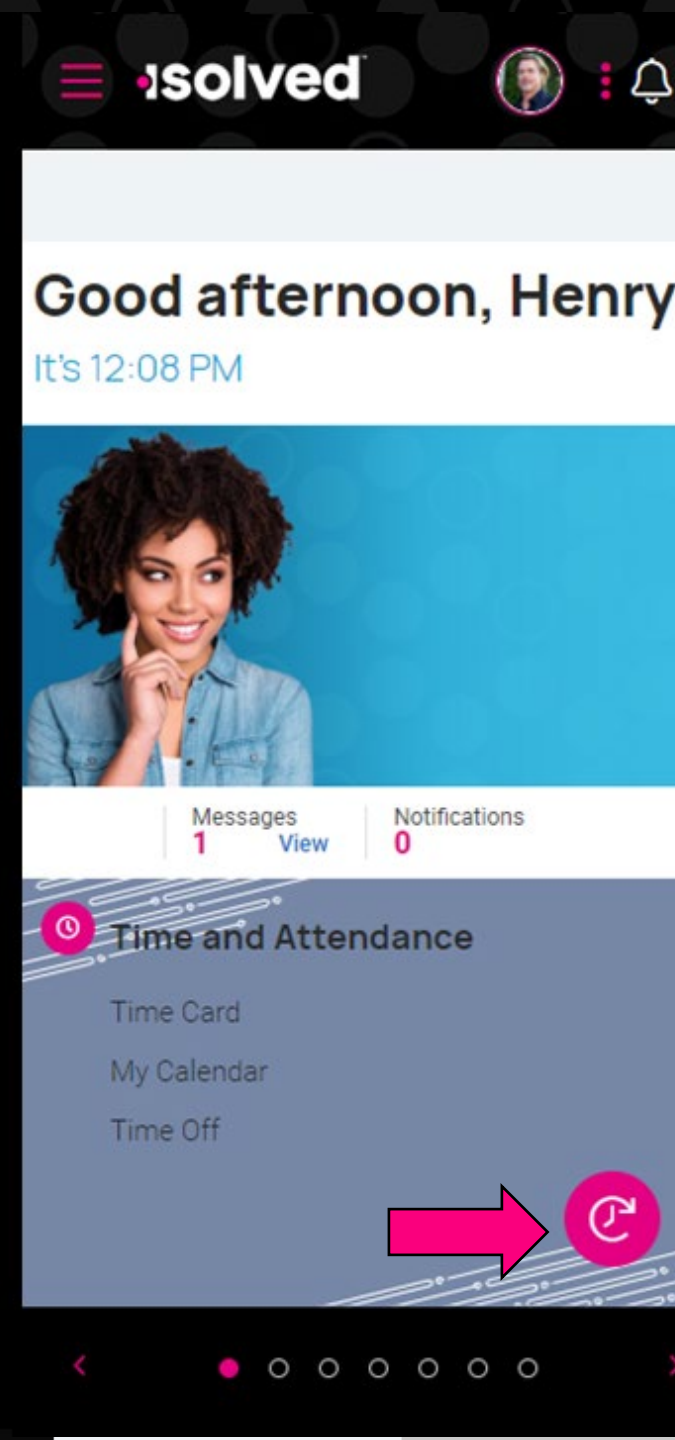 isolved
Good afternoon, Henry
It's 12:08 PM
Messages
1 View
Notifications
0
Time and Attendance
Time Card
My Calendar
Time Off